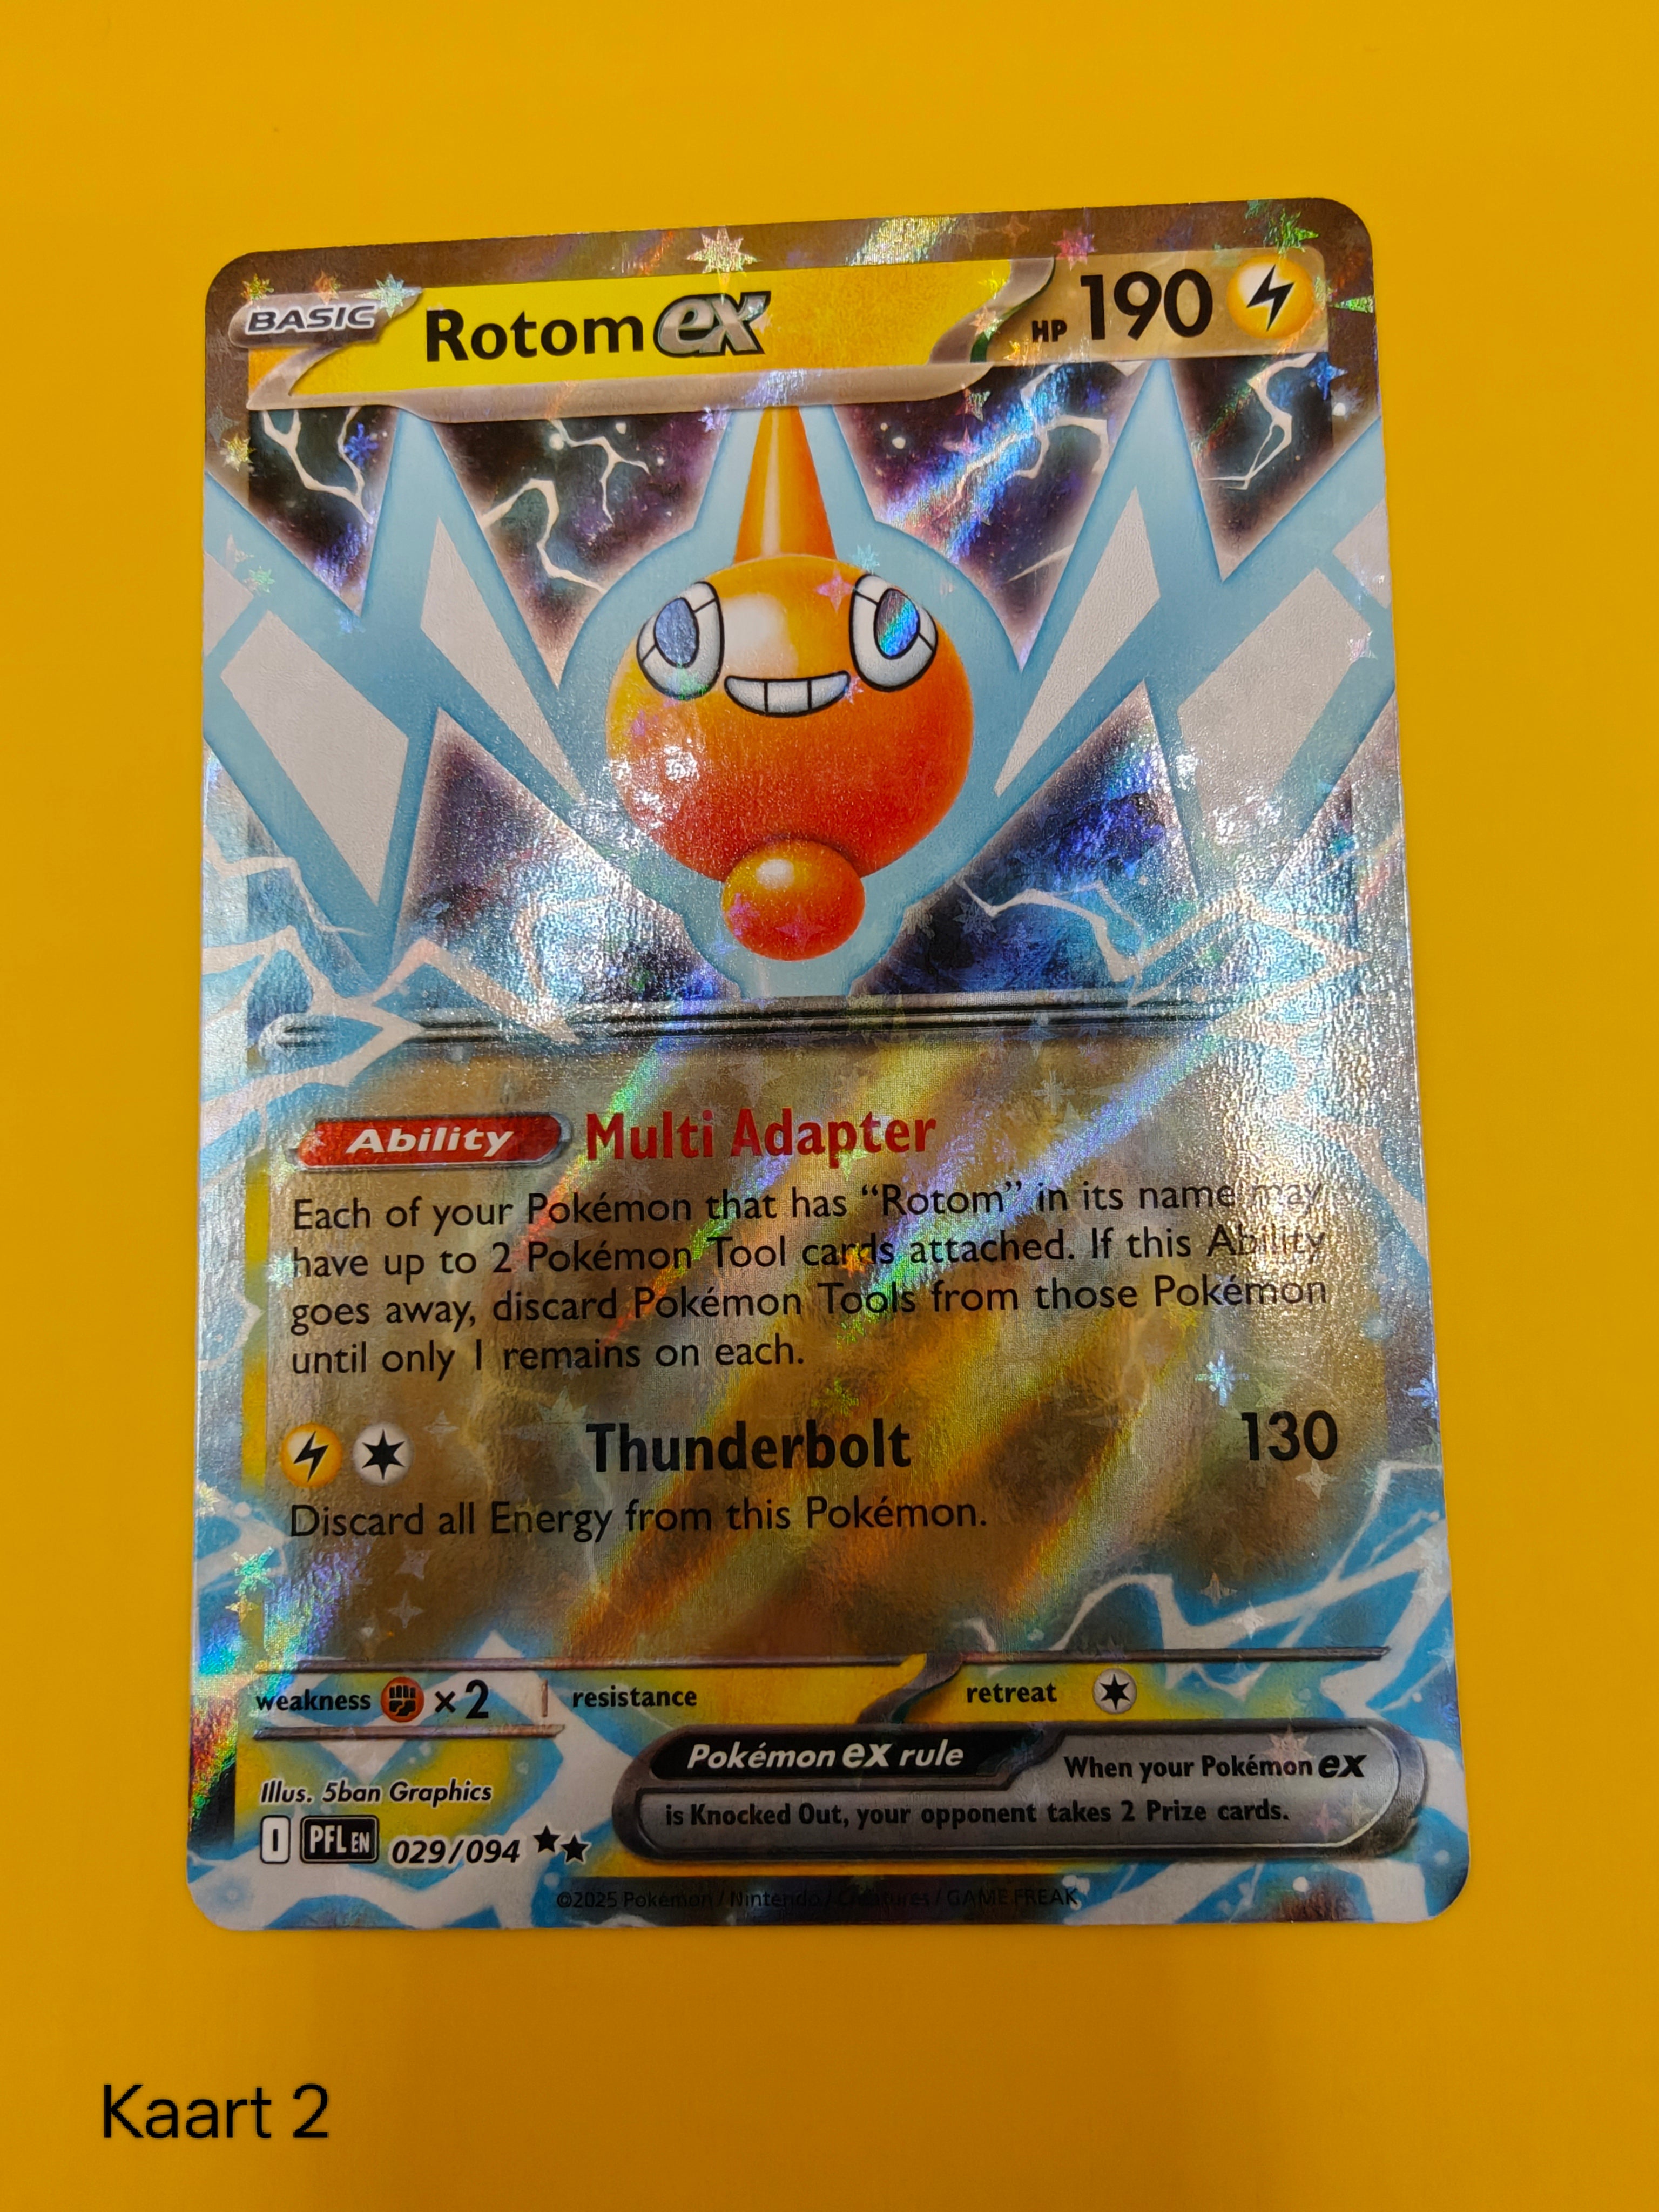 BASIC Rotom ex HP 190
Ability Multi Adapter
Each of your Pokémon that has “Rotom” in its name may
have up to 2 Pokémon Tool cards attached. If this Ability
goes away, discard Pokémon Tools from those Pokémon
until only 1 remains on each.
Thunderbolt 130
Discard all Energy from this Pokémon.
weakness ×2 resistance retreat
Pokémon ex rule When your Pokémon ex
is Knocked Out, your opponent takes 2 Prize cards.
Illus. 5ban Graphics
I PFL EN 029/094
©2025 Pokémon / Nintendo / Creatures / GAME FREAK
Kaart 2